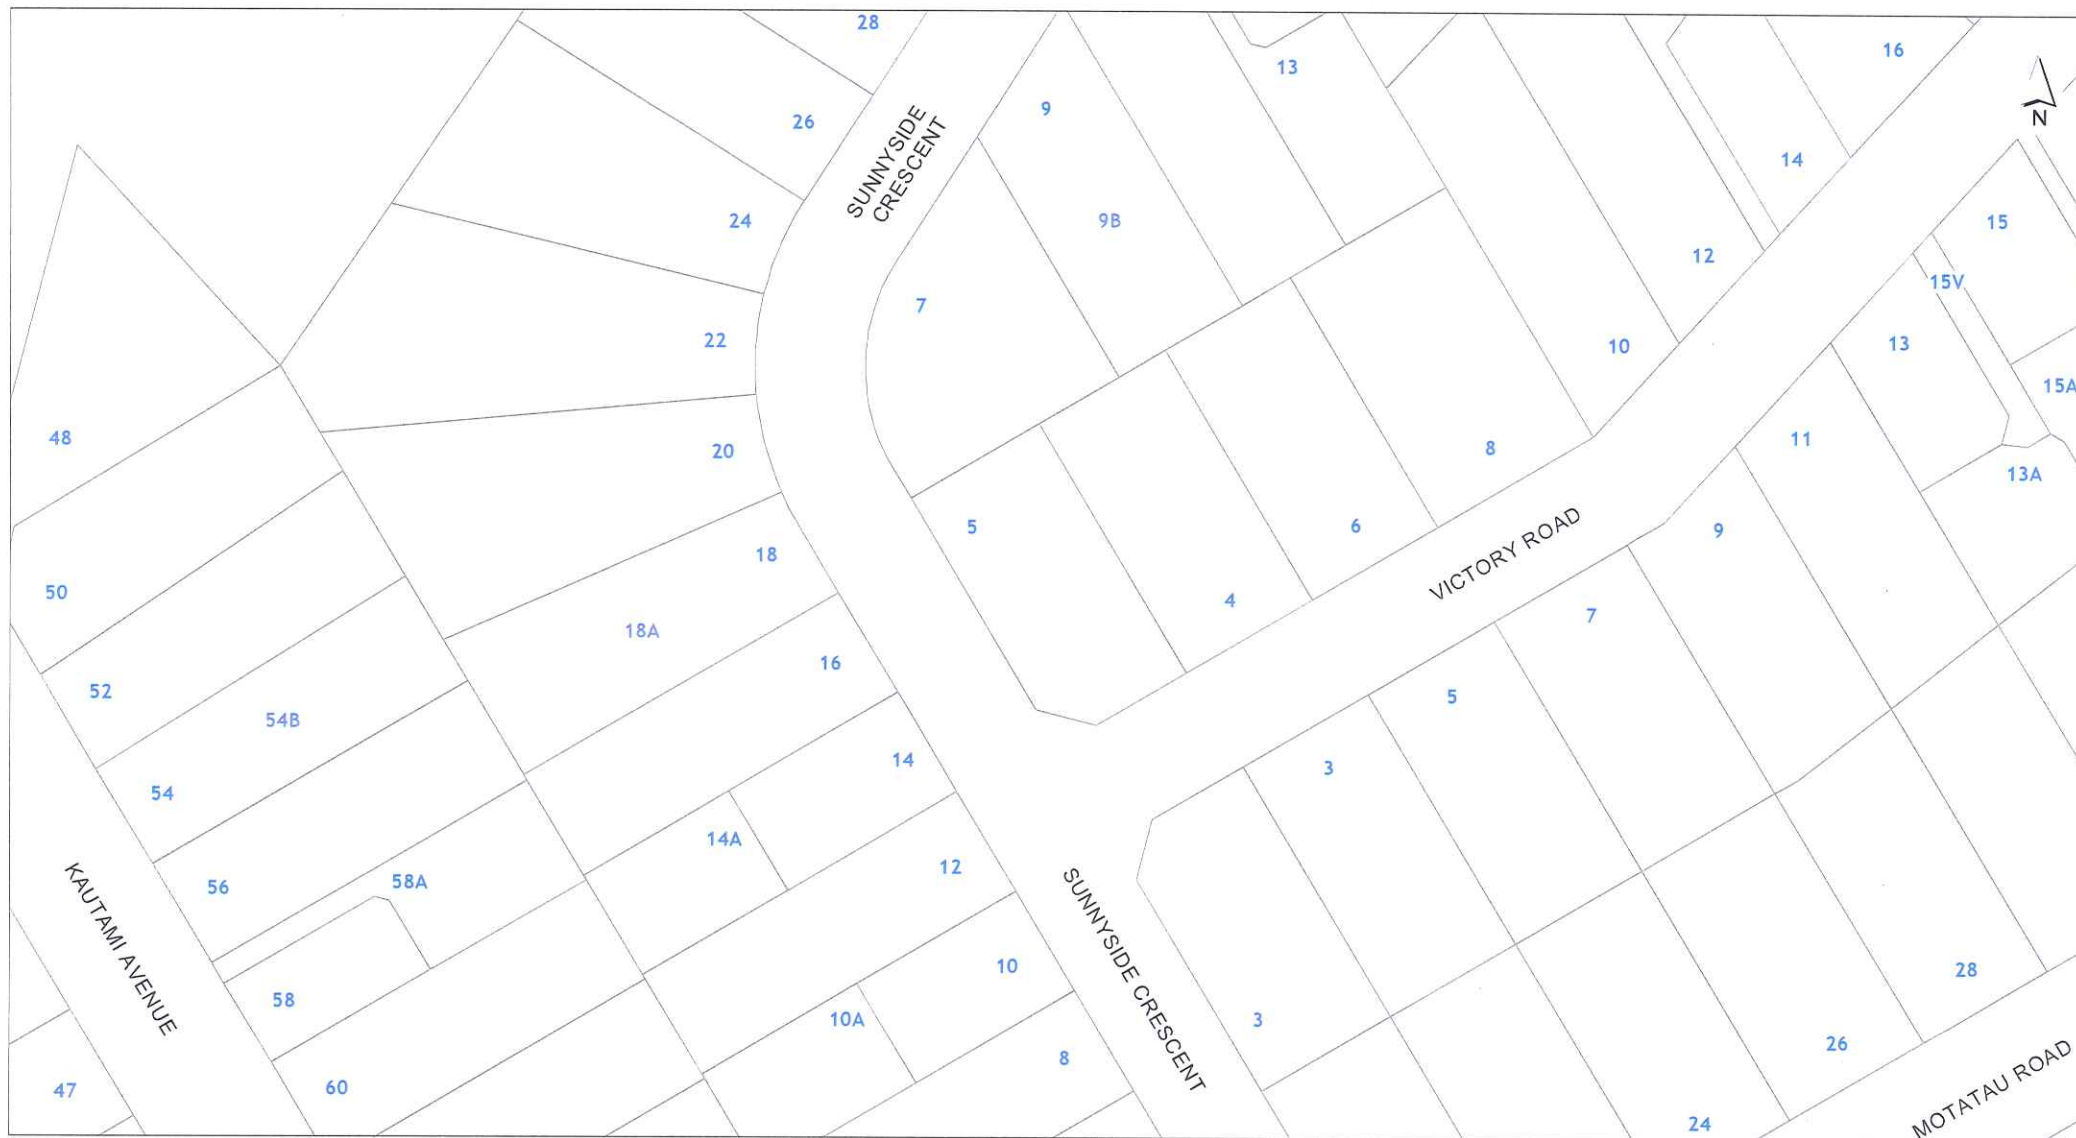 28
13
16
26
9
N
14
24
9B
15
SUNNYSIDE
CRESCENT
12
15V
7
22
10
13
15A
48
20
8
11
13A
5
6
9
18
VICTORY ROAD
50
4
7
18A
16
52
5
54B
14
3
54
14A
12
56
58A
KAUTAMI AVENUE
SUNNYSIDE CRESCENT
10
28
58
10A
3
26
8
60
47
MOTATAU ROAD
24